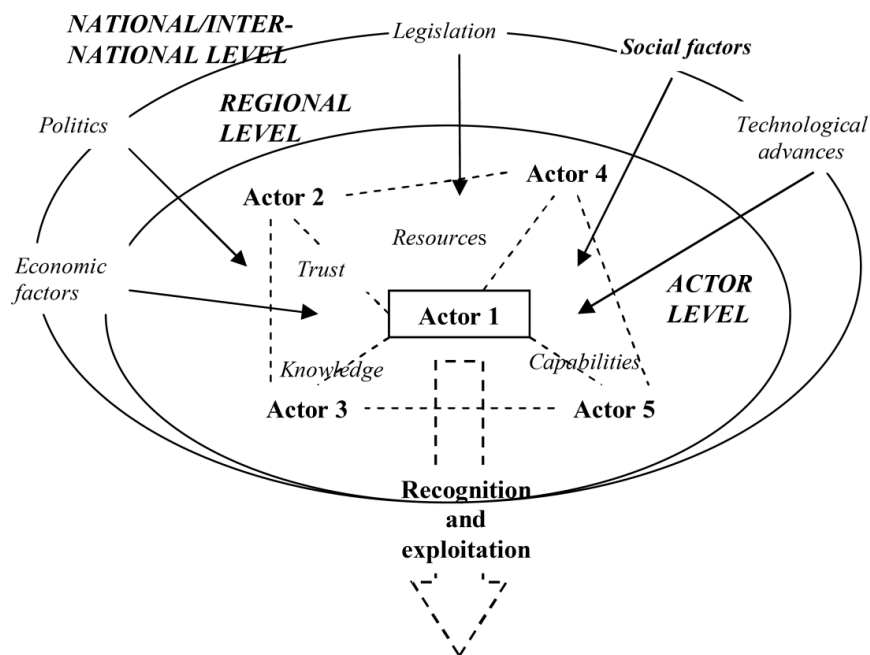 NATIONAL/INTER-
NATIONAL LEVEL
Legislation
Social factors
REGIONAL
LEVEL
Politics
Technological
advances
Actor 2
Actor 4
Resources
Trust
Economic
factors
ACTOR
LEVEL
Actor 1
Knowledge
Capabilities
Actor 3
Actor 5
Recognition
and
exploitation